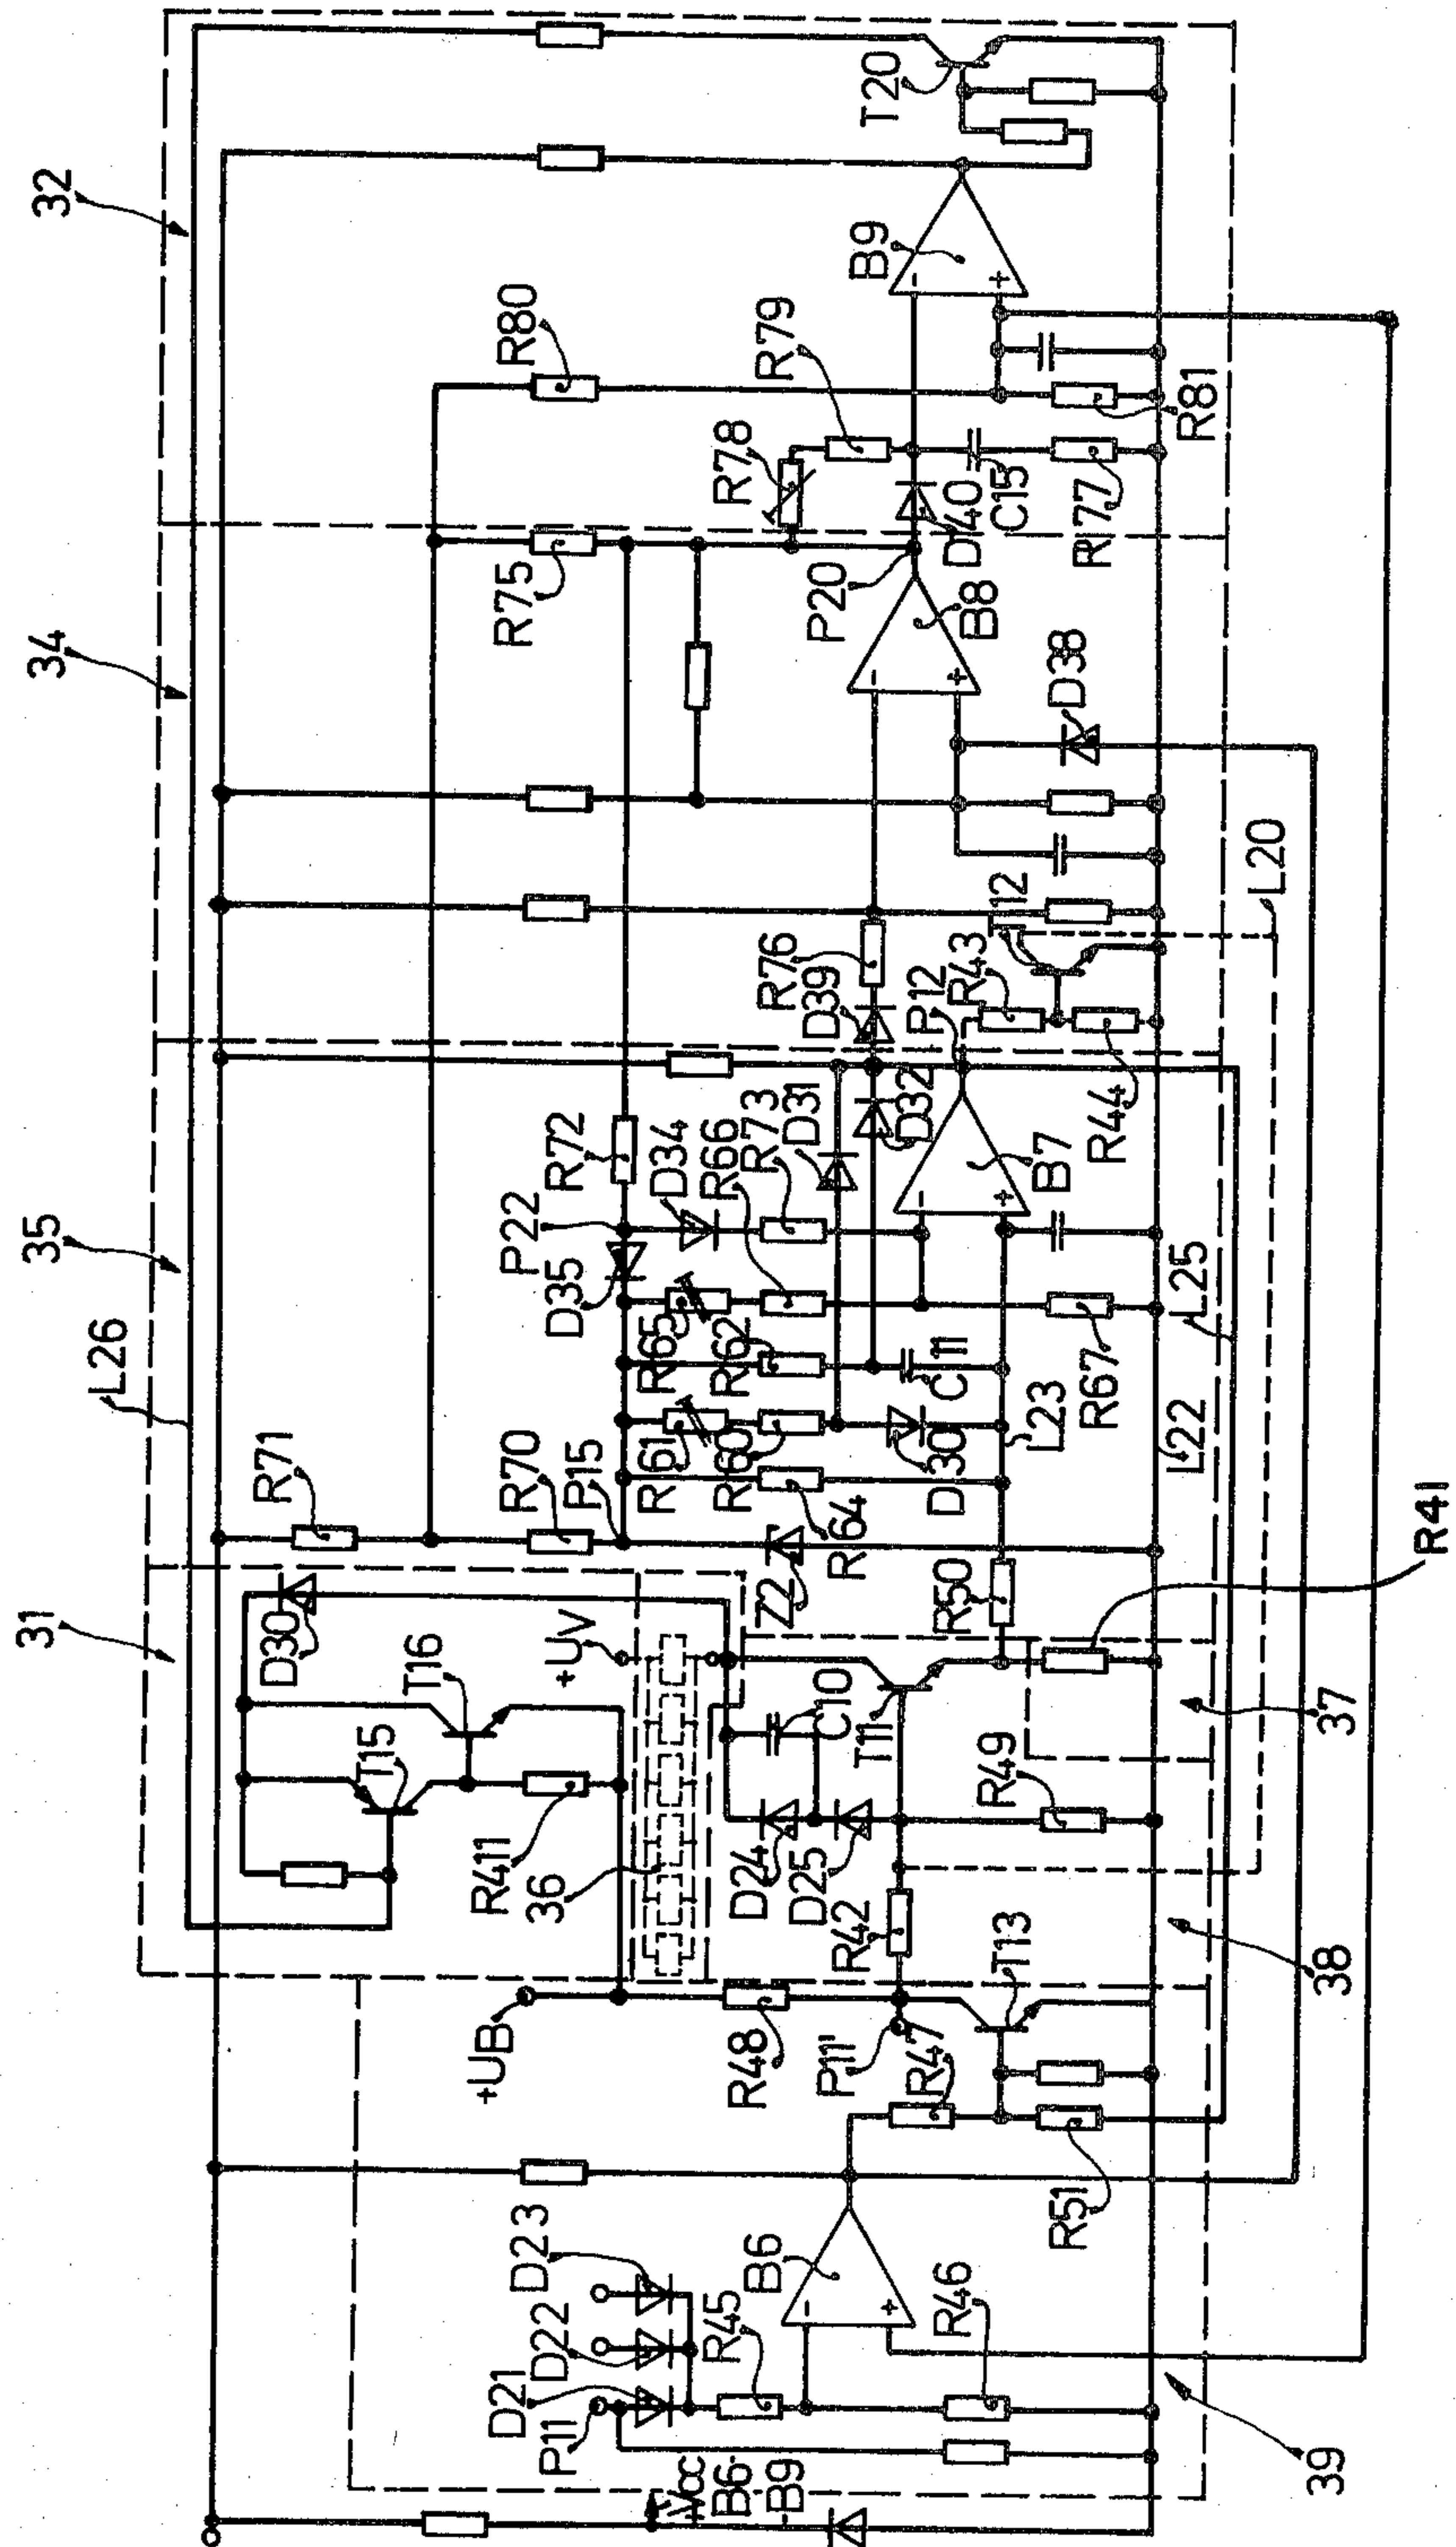 32
34
35
31
L26
R80
R79
R78
R75
T20
B9
R81
C15
R177
D40
P20
B8
D38
L20
R76
D39
P12
R43
T12
R44
B7
D32
D31
R73
R66
D34
R72
P22
D35
R65
R62
R61
R60
C11
D30
L23
R67
L22
L25
R71
R70
P15
R64
Z2
R50
R41
37
D30
T16
T15
+UV
R411
36
C10
T11
D24
D25
R49
R42
38
+UB
R48
P11'
R47
T13
R51
D23
D22
D21
P11
R45
B6
R46
39
+Vcc
B6-
B9
-
+
-
+
-
+
-
+